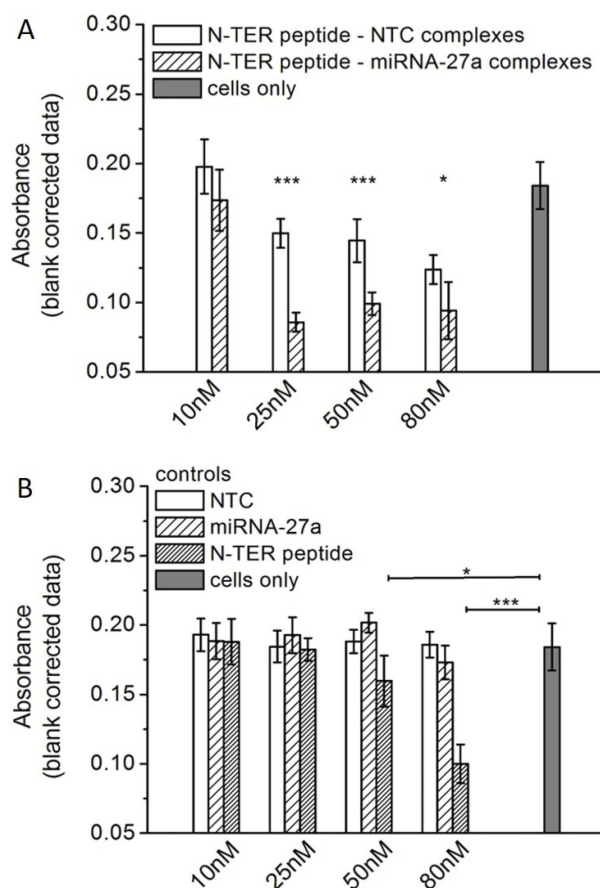 A
0.30
0.25
0.20
0.15
0.10
0.05
Absorbance
(blank corrected data)
N-TER peptide - NTC complexes
N-TER peptide - miRNA-27a complexes
cells only
***
***
*
10nM
25nM
50nM
80nM
B
controls
0.30
0.25
0.20
0.15
0.10
0.05
Absorbance
(blank corrected data)
NTC
miRNA-27a
N-TER peptide
cells only
*
***
10nM
25nM
50nM
80nM